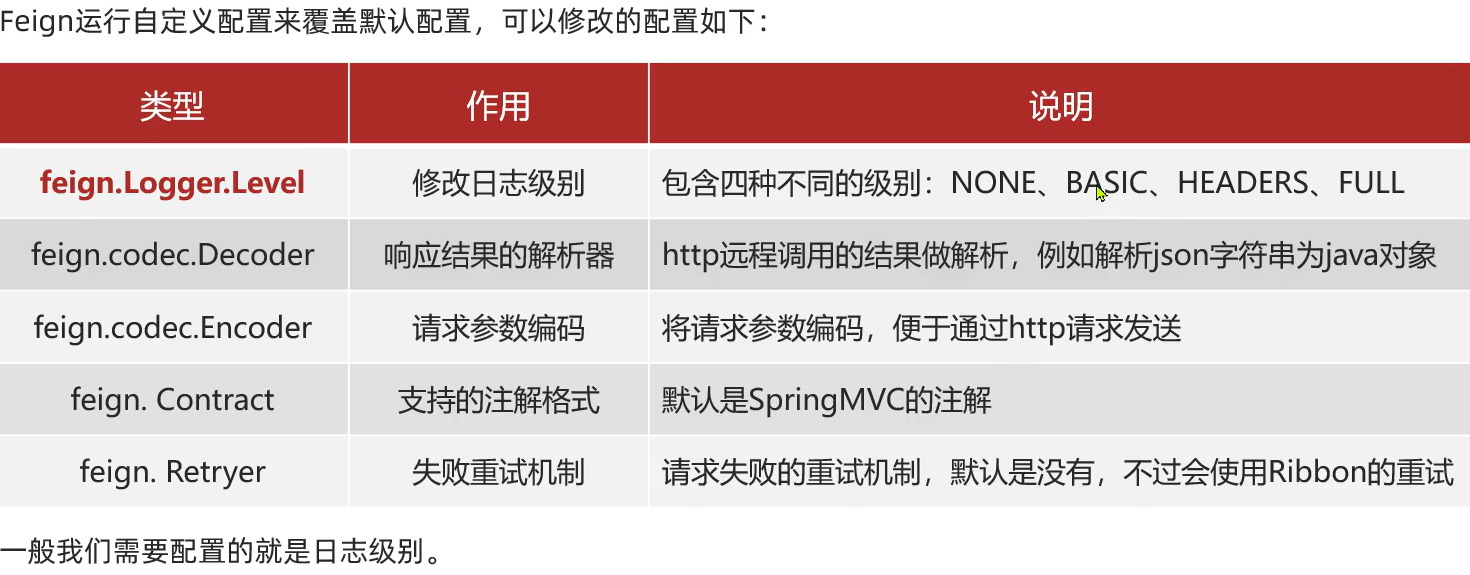 Feign运行自定义配置来覆盖默认配置，可以修改的配置如下：
类型 作用 说明
feign.Logger.Level 修改日志级别 包含四种不同的级别：NONE、BASIC、HEADERS、FULL
feign.codec.Decoder 响应结果的解析器 http远程调用的结果做解析，例如解析json字符串为java对象
feign.codec.Encoder 请求参数编码 将请求参数编码，便于通过http请求发送
feign. Contract 支持的注解格式 默认是SpringMVC的注解
feign. Retryer 失败重试机制 请求失败的重试机制，默认是没有，不过会使用Ribbon的重试
一般我们需要配置的就是日志级别。